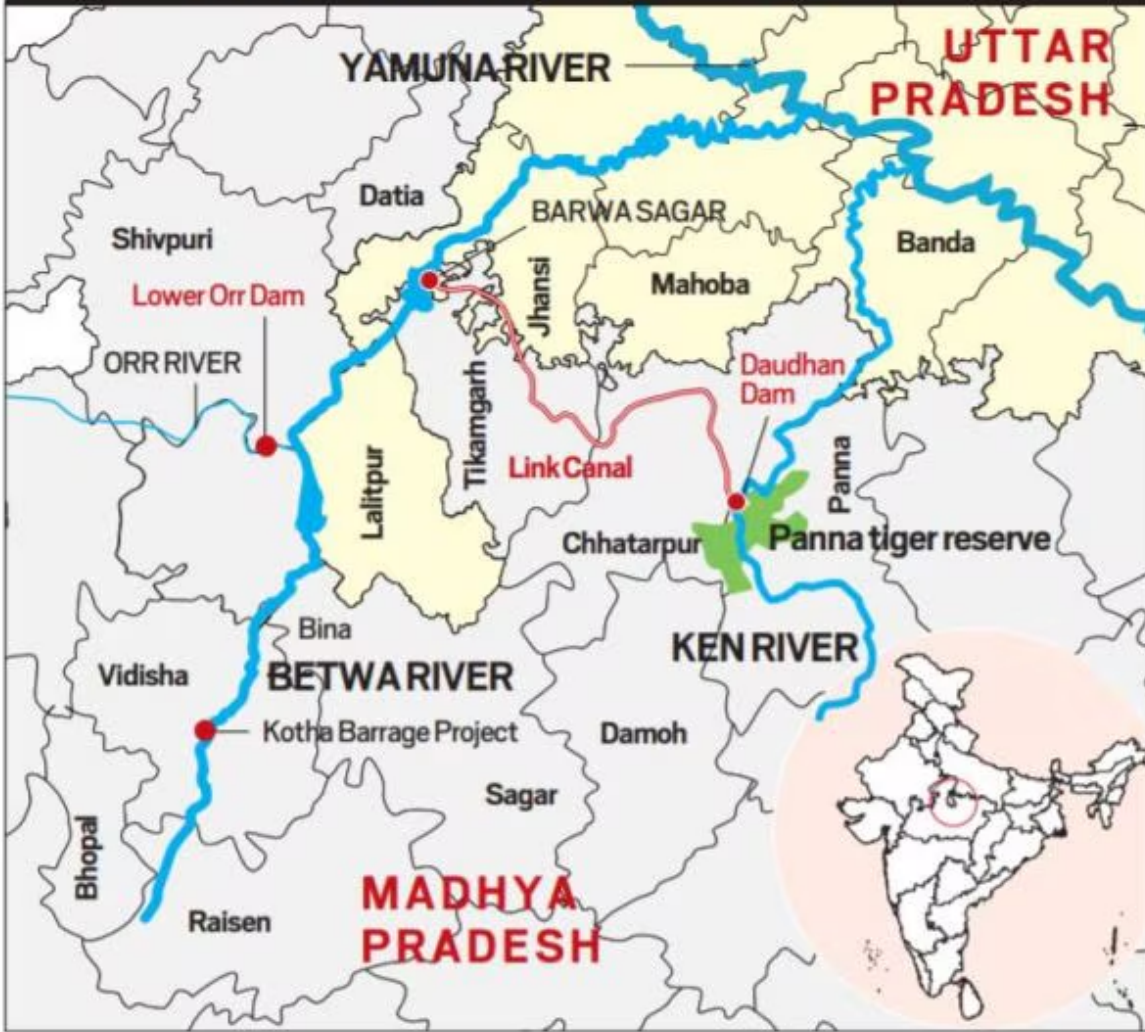 UTTAR
PRADESH
YAMUNA RIVER
Datia
BARWA SAGAR
Shivpuri
Banda
Jhansi
Mahoba
Lower Orr Dam
ORR RIVER
Daudhan
Dam
Tikamgarh
Link Canal
Panna
Lalitpur
Chhatarpur
Panna tiger reserve
Bina
KEN RIVER
Vidisha
BETWA RIVER
Kotha Barrage Project
Damoh
Sagar
Bhopal
MADHYA
PRADESH
Raisen